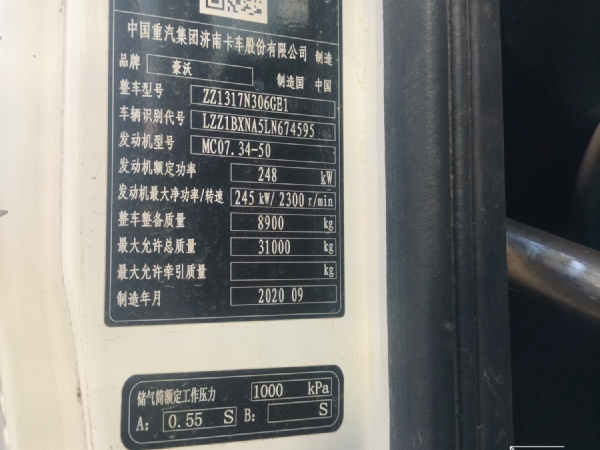 中国重汽集团济南卡车股份有限公司 制造
品牌 豪沃 制造国 中国
整车型号 ZZ1317N306GE1
车辆识别代号 LZZ1BXNA5LN674595
发动机型号 MC07.34-50
发动机额定功率 248 kW
发动机最大净功率/转速 245 kW/ 2300 r/min
整车整备质量 8900 kg
最大允许总质量 31000 kg
最大允许牵引质量 kg
制造年月 2020 09
储气筒额定工作压力 1000 kPa
A: 0.55 S B: S